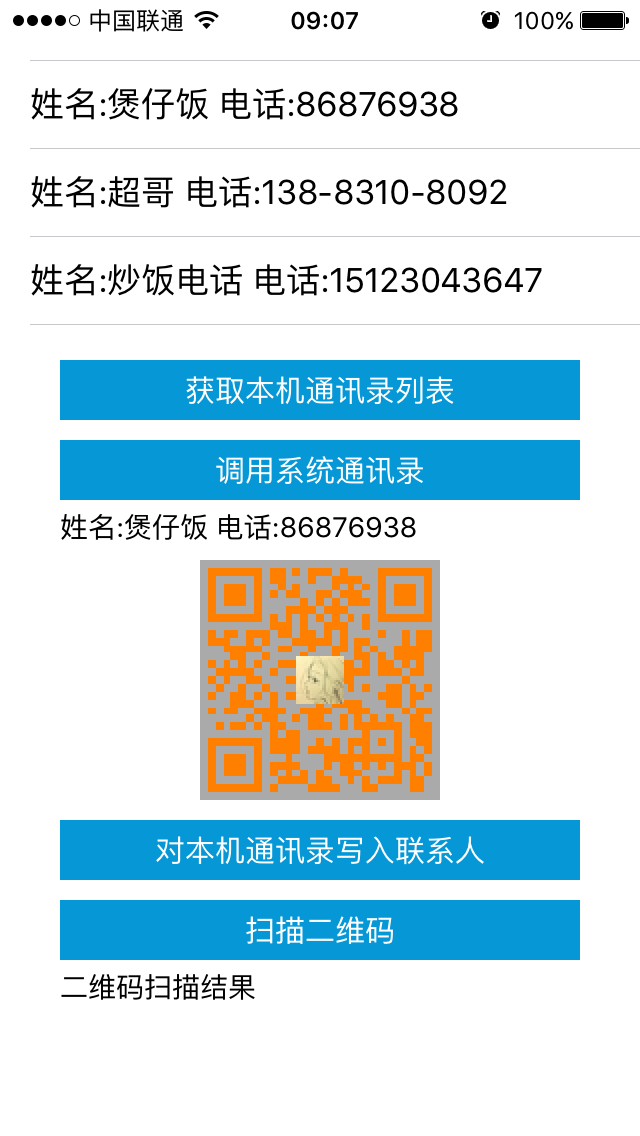 中国联通 09:07 100%
姓名:煲仔饭 电话:86876938
姓名:超哥 电话:138-8310-8092
姓名:炒饭电话 电话:15123043647
获取本机通讯录列表
调用系统通讯录
姓名:煲仔饭 电话:86876938
对本机通讯录写入联系人
扫描二维码
二维码扫描结果